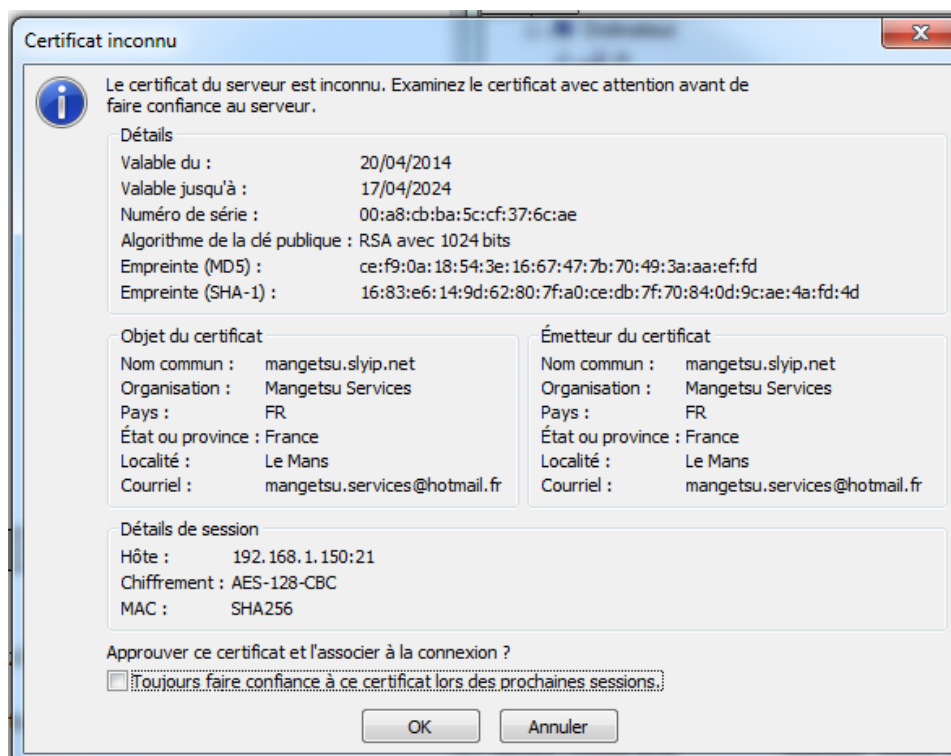 Certificat inconnu
Le certificat du serveur est inconnu. Examinez le certificat avec attention avant de
faire confiance au serveur.
Détails
Valable du : 20/04/2014
Valable jusqu'à : 17/04/2024
Numéro de série : 00:a8:cb:ba:5c:cf:37:6c:ae
Algorithme de la clé publique : RSA avec 1024 bits
Empreinte (MD5) : ce:f9:0a:18:54:3e:16:67:47:7b:70:49:3a:aa:ef:fd
Empreinte (SHA-1) : 16:83:e6:14:9d:62:80:7f:a0:ce:db:7f:70:84:0d:9c:ae:4a:fd:4d
Objet du certificat
Nom commun : mangetsu.slyip.net
Organisation : Mangetsu Services
Pays : FR
État ou province : France
Localité : Le Mans
Courriel : mangetsu.services@hotmail.fr
Émetteur du certificat
Nom commun : mangetsu.slyip.net
Organisation : Mangetsu Services
Pays : FR
État ou province : France
Localité : Le Mans
Courriel : mangetsu.services@hotmail.fr
Détails de session
Hôte : 192.168.1.150:21
Chiffrement : AES-128-CBC
MAC : SHA256
Approuver ce certificat et l'associer à la connexion ?
Toujours faire confiance à ce certificat lors des prochaines sessions.
OK
Annuler